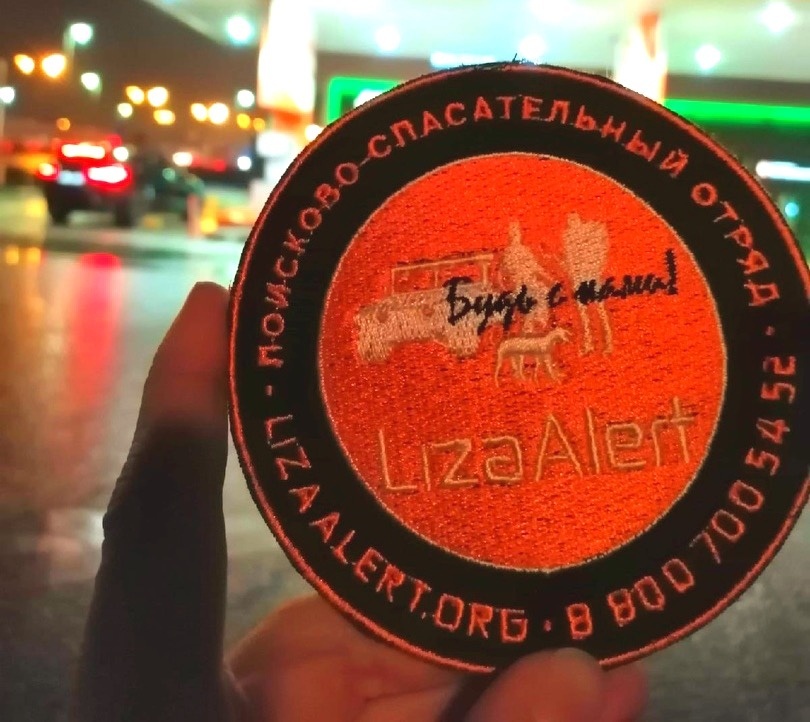 ПОИСКОВО-СПАСАТЕЛЬНЫЙ ОТРЯД
Будь с нами!
LizaAlert
LIZAALERT.ORG · 8 800 700 54 52